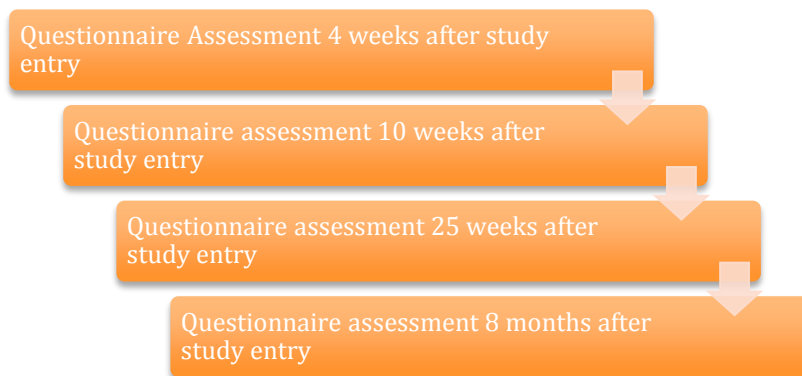 Questionnaire Assessment 4 weeks after study
entry
Questionnaire assessment 10 weeks after
study entry
Questionnaire assessment 25 weeks after
study entry
Questionnaire assessment 8 months after
study entry